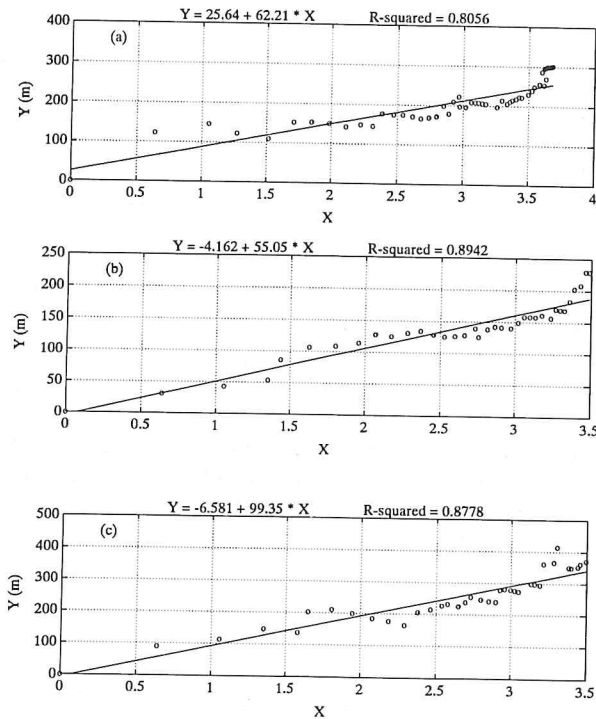 Y = 25.64 + 62.21 * X R-squared = 0.8056
(a)
400
300
200
100
0
Y (m)
0 0.5 1 1.5 2 2.5 3 3.5 4
X
Y = -4.162 + 55.05 * X R-squared = 0.8942
(b)
250
200
150
100
50
0
Y (m)
0 0.5 1 1.5 2 2.5 3 3.5
X
Y = -6.581 + 99.35 * X R-squared = 0.8778
(c)
500
400
300
200
100
0
Y (m)
0 0.5 1 1.5 2 2.5 3 3.5
X